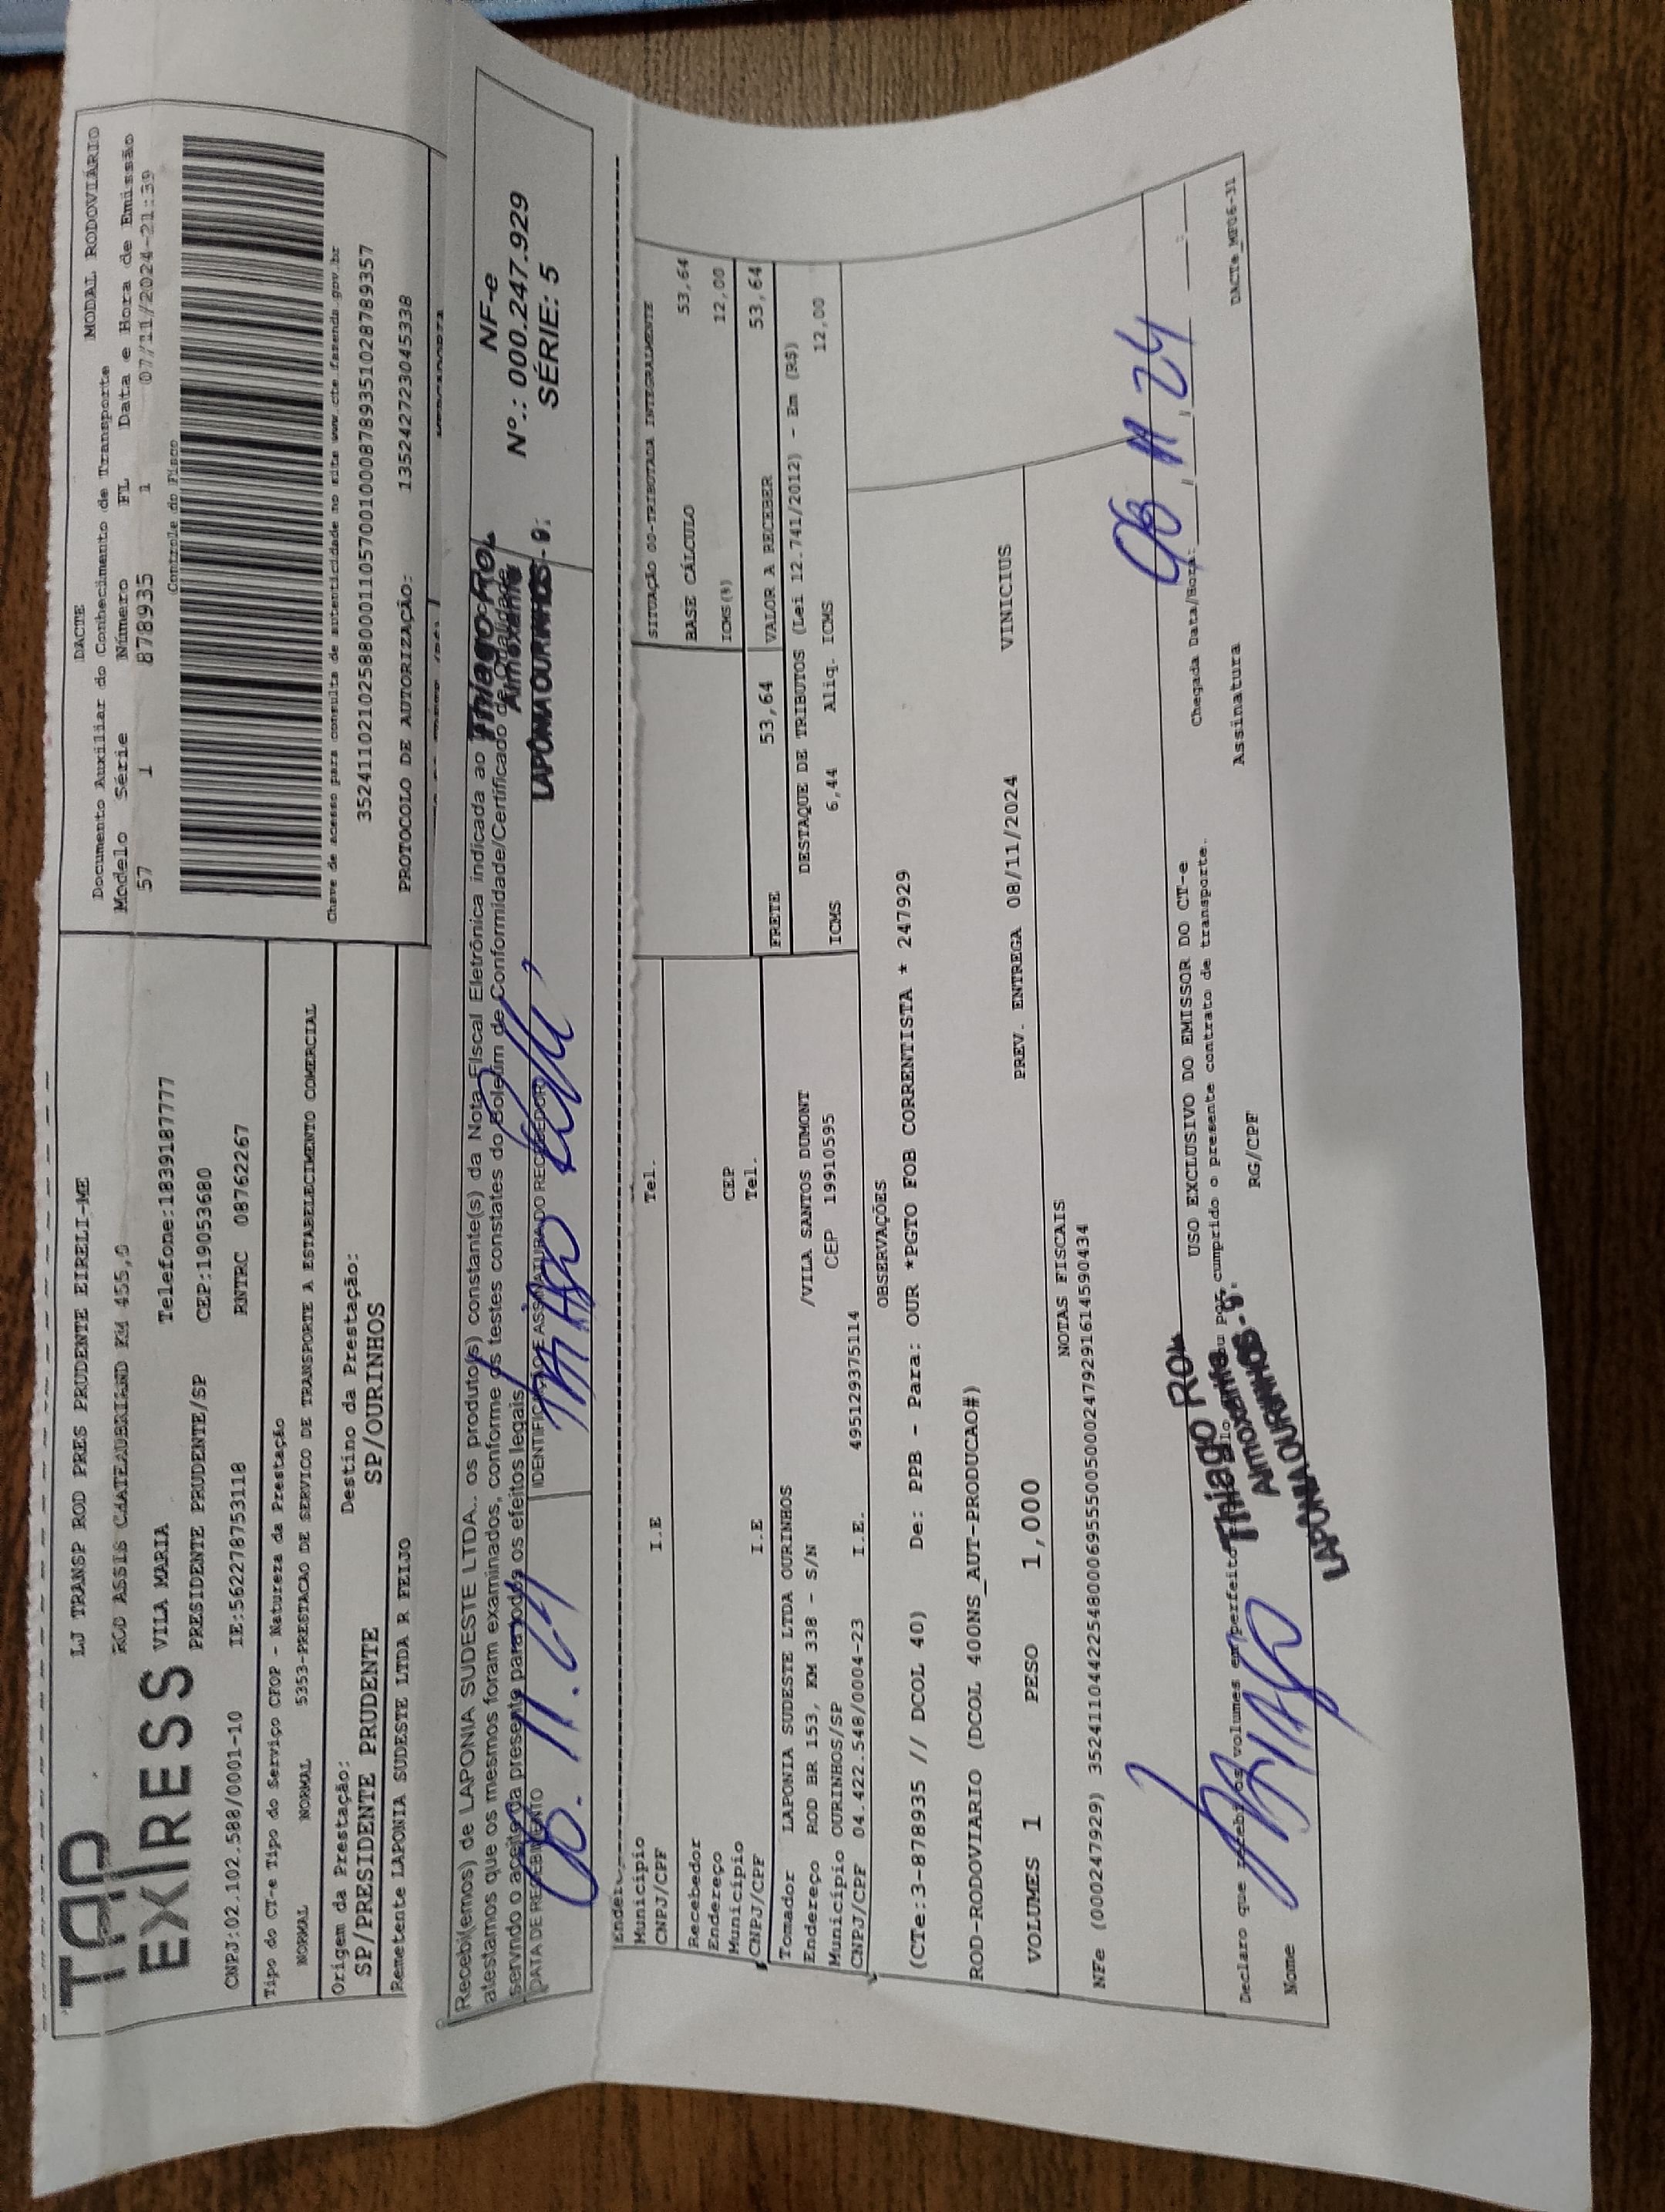 TAP
EXPRESS
LJ TRANSP ROD PRES PRUDENTE EIRELI-ME
ROD ASSIS CHATEAUBRIAND KM 455,0
VILA MARIA Telefone:1839187777
PRESIDENTE PRUDENTE/SP CEP:19053680
CNPJ:02.102.588/0001-10 IE:562278753118 RNTRC 08762267
DACTE MODAL RODOVIÁRIO
Documento Auxiliar do Conhecimento de Transporte
Modelo Série Número FL Data e Hora de Emissão
57 1 878935 1 07/11/2024-21:39
Controle do Fisco
Chave de acesso para consulta de autenticidade no site www.cte.fazenda.gov.br
35241102102588000110570010008789351028789357
PROTOCOLO DE AUTORIZAÇÃO: 135242723045338
Tipo do CT-e Tipo do Serviço CFOP - Natureza da Prestação
NORMAL NORMAL 5353-PRESTACAO DE SERVICO DE TRANSPORTE A ESTABELECIMENTO COMERCIAL
Origem da Prestação: Destino da Prestação:
SP/PRESIDENTE PRUDENTE SP/OURINHOS
Remetente LAPONIA SUDESTE LTDA R FEIJO
Recebi(emos) de LAPONIA SUDESTE LTDA.. os produto(s) constante(s) da Nota Fiscal Eletrônica indicada ao
atestamos que os mesmos foram examinados, conforme os testes constates do Boletim de Conformidade/Certificado de Qualidade
servndo o aceite da presente para todos os efeitos legais
DATA DE RECEBIMENTO IDENTIFICAÇÃO E ASSINATURA DO RECEBEDOR
08.11.24 Thiago
Thiago Rol
Almoxarife
LAPONIA OURINHOS
NF-e
Nº.: 000.247.929
SÉRIE: 5
Município Tel.
CNPJ/CPF I.E
Recebedor
Endereço
Município CEP
CNPJ/CPF I.E Tel.
SITUAÇÃO 00-TRIBUTADA INTEGRALMENTE
BASE CÁLCULO 53,64
ICMS(%) 12,00
FRETE 53,64 VALOR A RECEBER 53,64
DESTAQUE DE TRIBUTOS (Lei 12.741/2012) - Em (R$)
ICMS 6,44 Aliq. ICMS 12,00
Tomador LAPONIA SUDESTE LTDA OURINHOS
Endereço ROD BR 153, KM 338 - S/N /VILA SANTOS DUMONT
Município OURINHOS/SP CEP 19910595
CNPJ/CPF 04.422.548/0004-23 I.E. 495129375114
OBSERVAÇÕES
(CTe:3-878935 // DCOL 40) De: PPB - Para: OUR *PGTO FOB CORRENTISTA * 247929
ROD-RODOVIARIO (DCOL 400NS_AUT-PRODUCAO#)
VOLUMES 1 PESO 1,000 PREV. ENTREGA 08/11/2024 VINICIUS
NOTAS FISCAIS
NFe (000247929) 35241104422548000069555005000024792916145​90434
USO EXCLUSIVO DO EMISSOR DO CT-e
Declaro que recebi os volumes em perfeito cumprido o presente contrato de transporte.
Chegada Data/Hora: 08 11 24
Nome RG/CPF Assinatura
Thiago Rol
Almoxarife
LAPONIA OURINHOS
DACTe_MF06-31